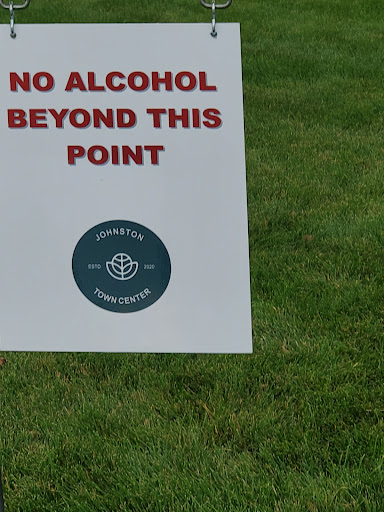 NO ALCOHOL
BEYOND THIS
POINT
JOHNSTON
ESTD 2020
TOWN CENTER